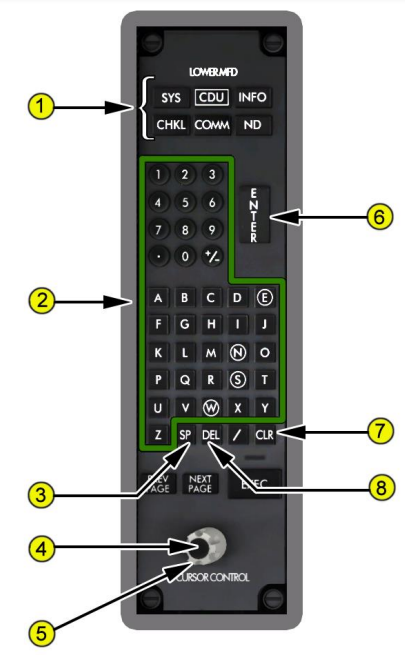 LOWER MFD
1
SYS CDU INFO
CHKL COMM ND
1 2 3
4 5 6
7 8 9
· 0 +/-
ENTER
6
2
A B C D E
F G H I J
K L M N O
P Q R S T
U V W X Y
Z SP DEL / CLR
7
3
PREV PAGE
NEXT PAGE
EXEC
8
4
5
CURSOR CONTROL